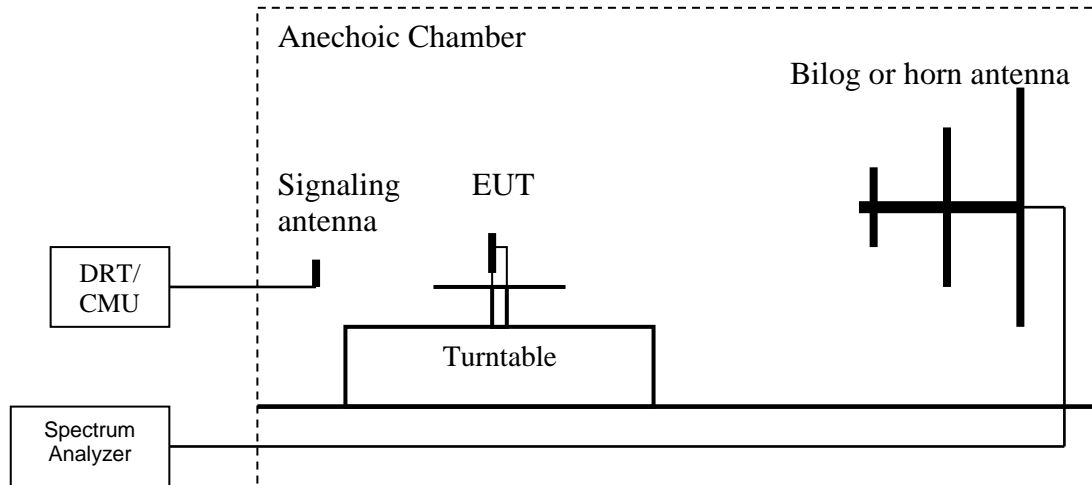 Anechoic Chamber
Bilog or horn antenna
Signaling
antenna
EUT
DRT/
CMU
Turntable
Spectrum
Analyzer